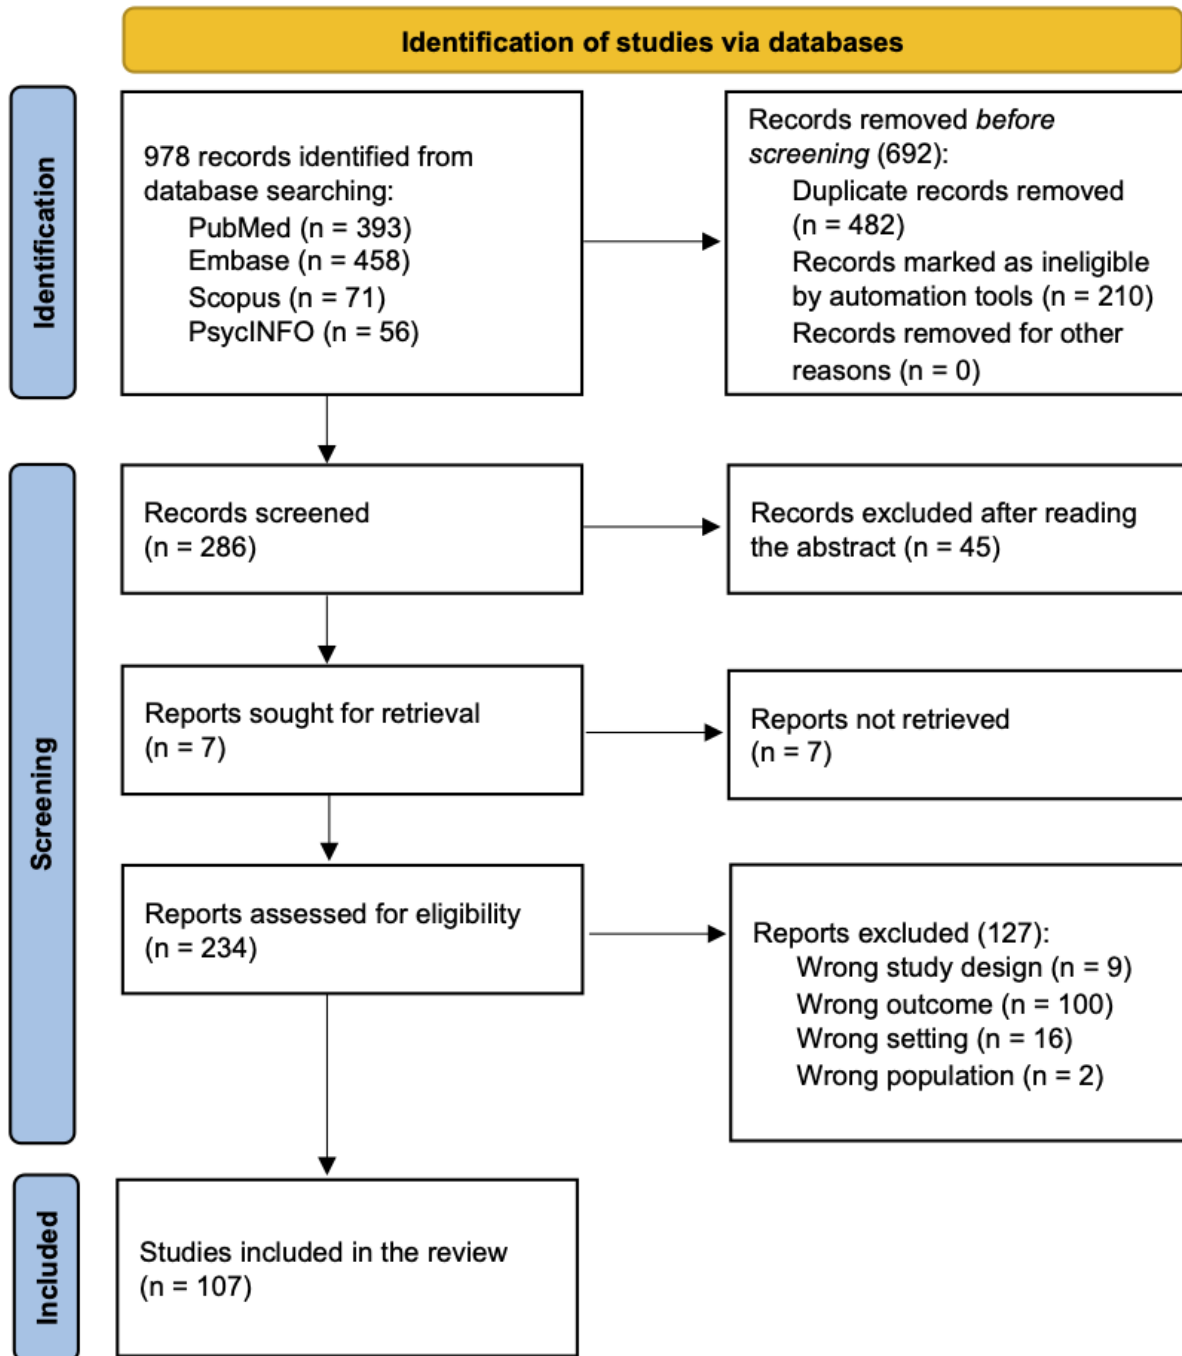 Identification of studies via databases
Identification
978 records identified from
database searching:
PubMed (n = 393)
Embase (n = 458)
Scopus (n = 71)
PsycINFO (n = 56)
Records removed before
screening (692):
Duplicate records removed
(n = 482)
Records marked as ineligible
by automation tools (n = 210)
Records removed for other
reasons (n = 0)
Screening
Records screened
(n = 286)
Records excluded after reading
the abstract (n = 45)
Reports sought for retrieval
(n = 7)
Reports not retrieved
(n = 7)
Reports assessed for eligibility
(n = 234)
Reports excluded (127):
Wrong study design (n = 9)
Wrong outcome (n = 100)
Wrong setting (n = 16)
Wrong population (n = 2)
Included
Studies included in the review
(n = 107)